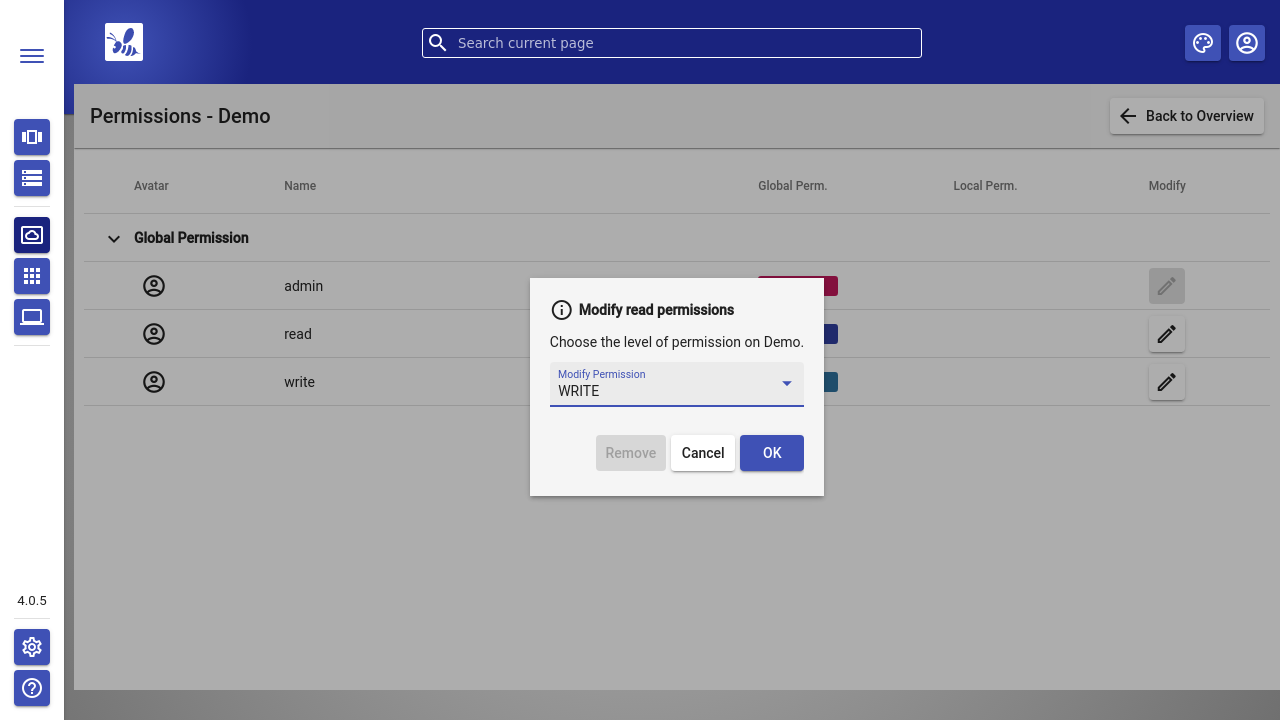 Search current page
Permissions - Demo
Back to Overview
Avatar Name Global Perm. Local Perm. Modify
Global Permission
admin
read
write
Modify read permissions
Choose the level of permission on Demo.
Modify Permission
WRITE
Remove Cancel OK
4.0.5